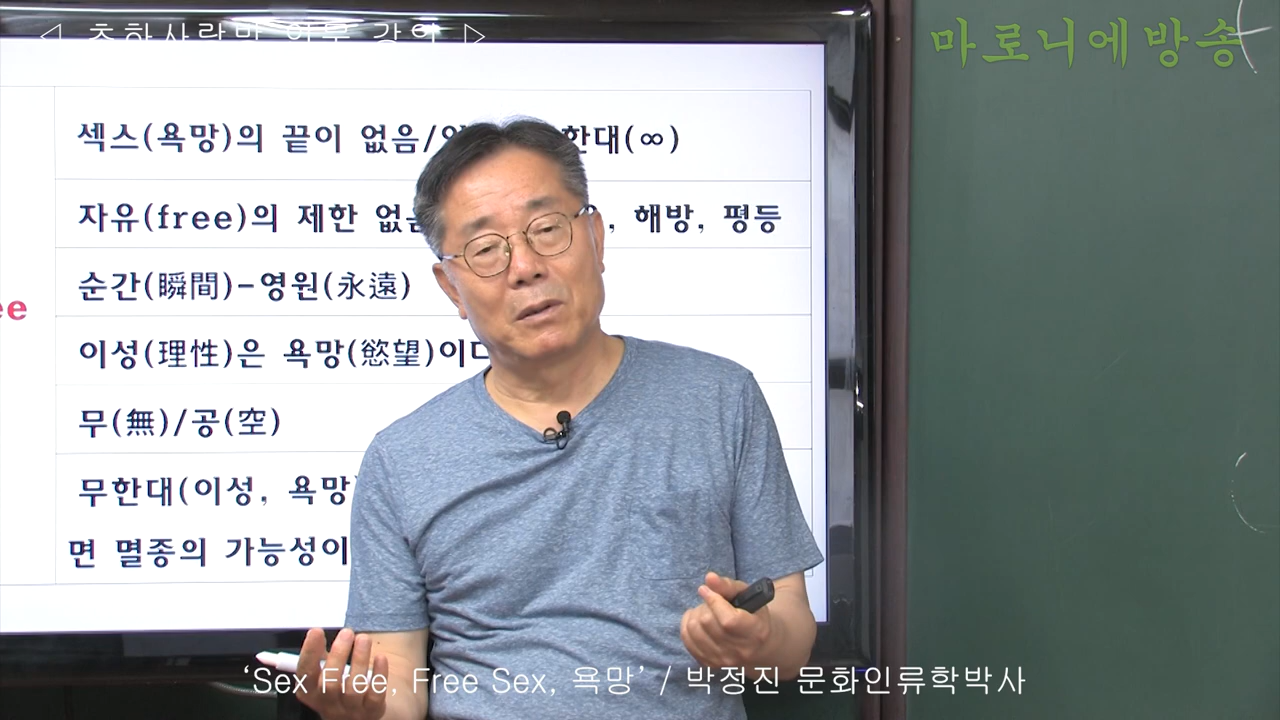 마로니에방송
섹스(욕망)의 끝이 없음/ 한대(∞)
자유(free)의 제한 해방, 평등
순간(瞬間)-영원(永遠)
ee
이성(理性)은 욕망(慾望)이다
무(無)/공(空)
무한대(이성, 욕망
면 멸종의 가능성이
‘Sex Free, Free Sex, 욕망’ / 박정진 문화인류학박사